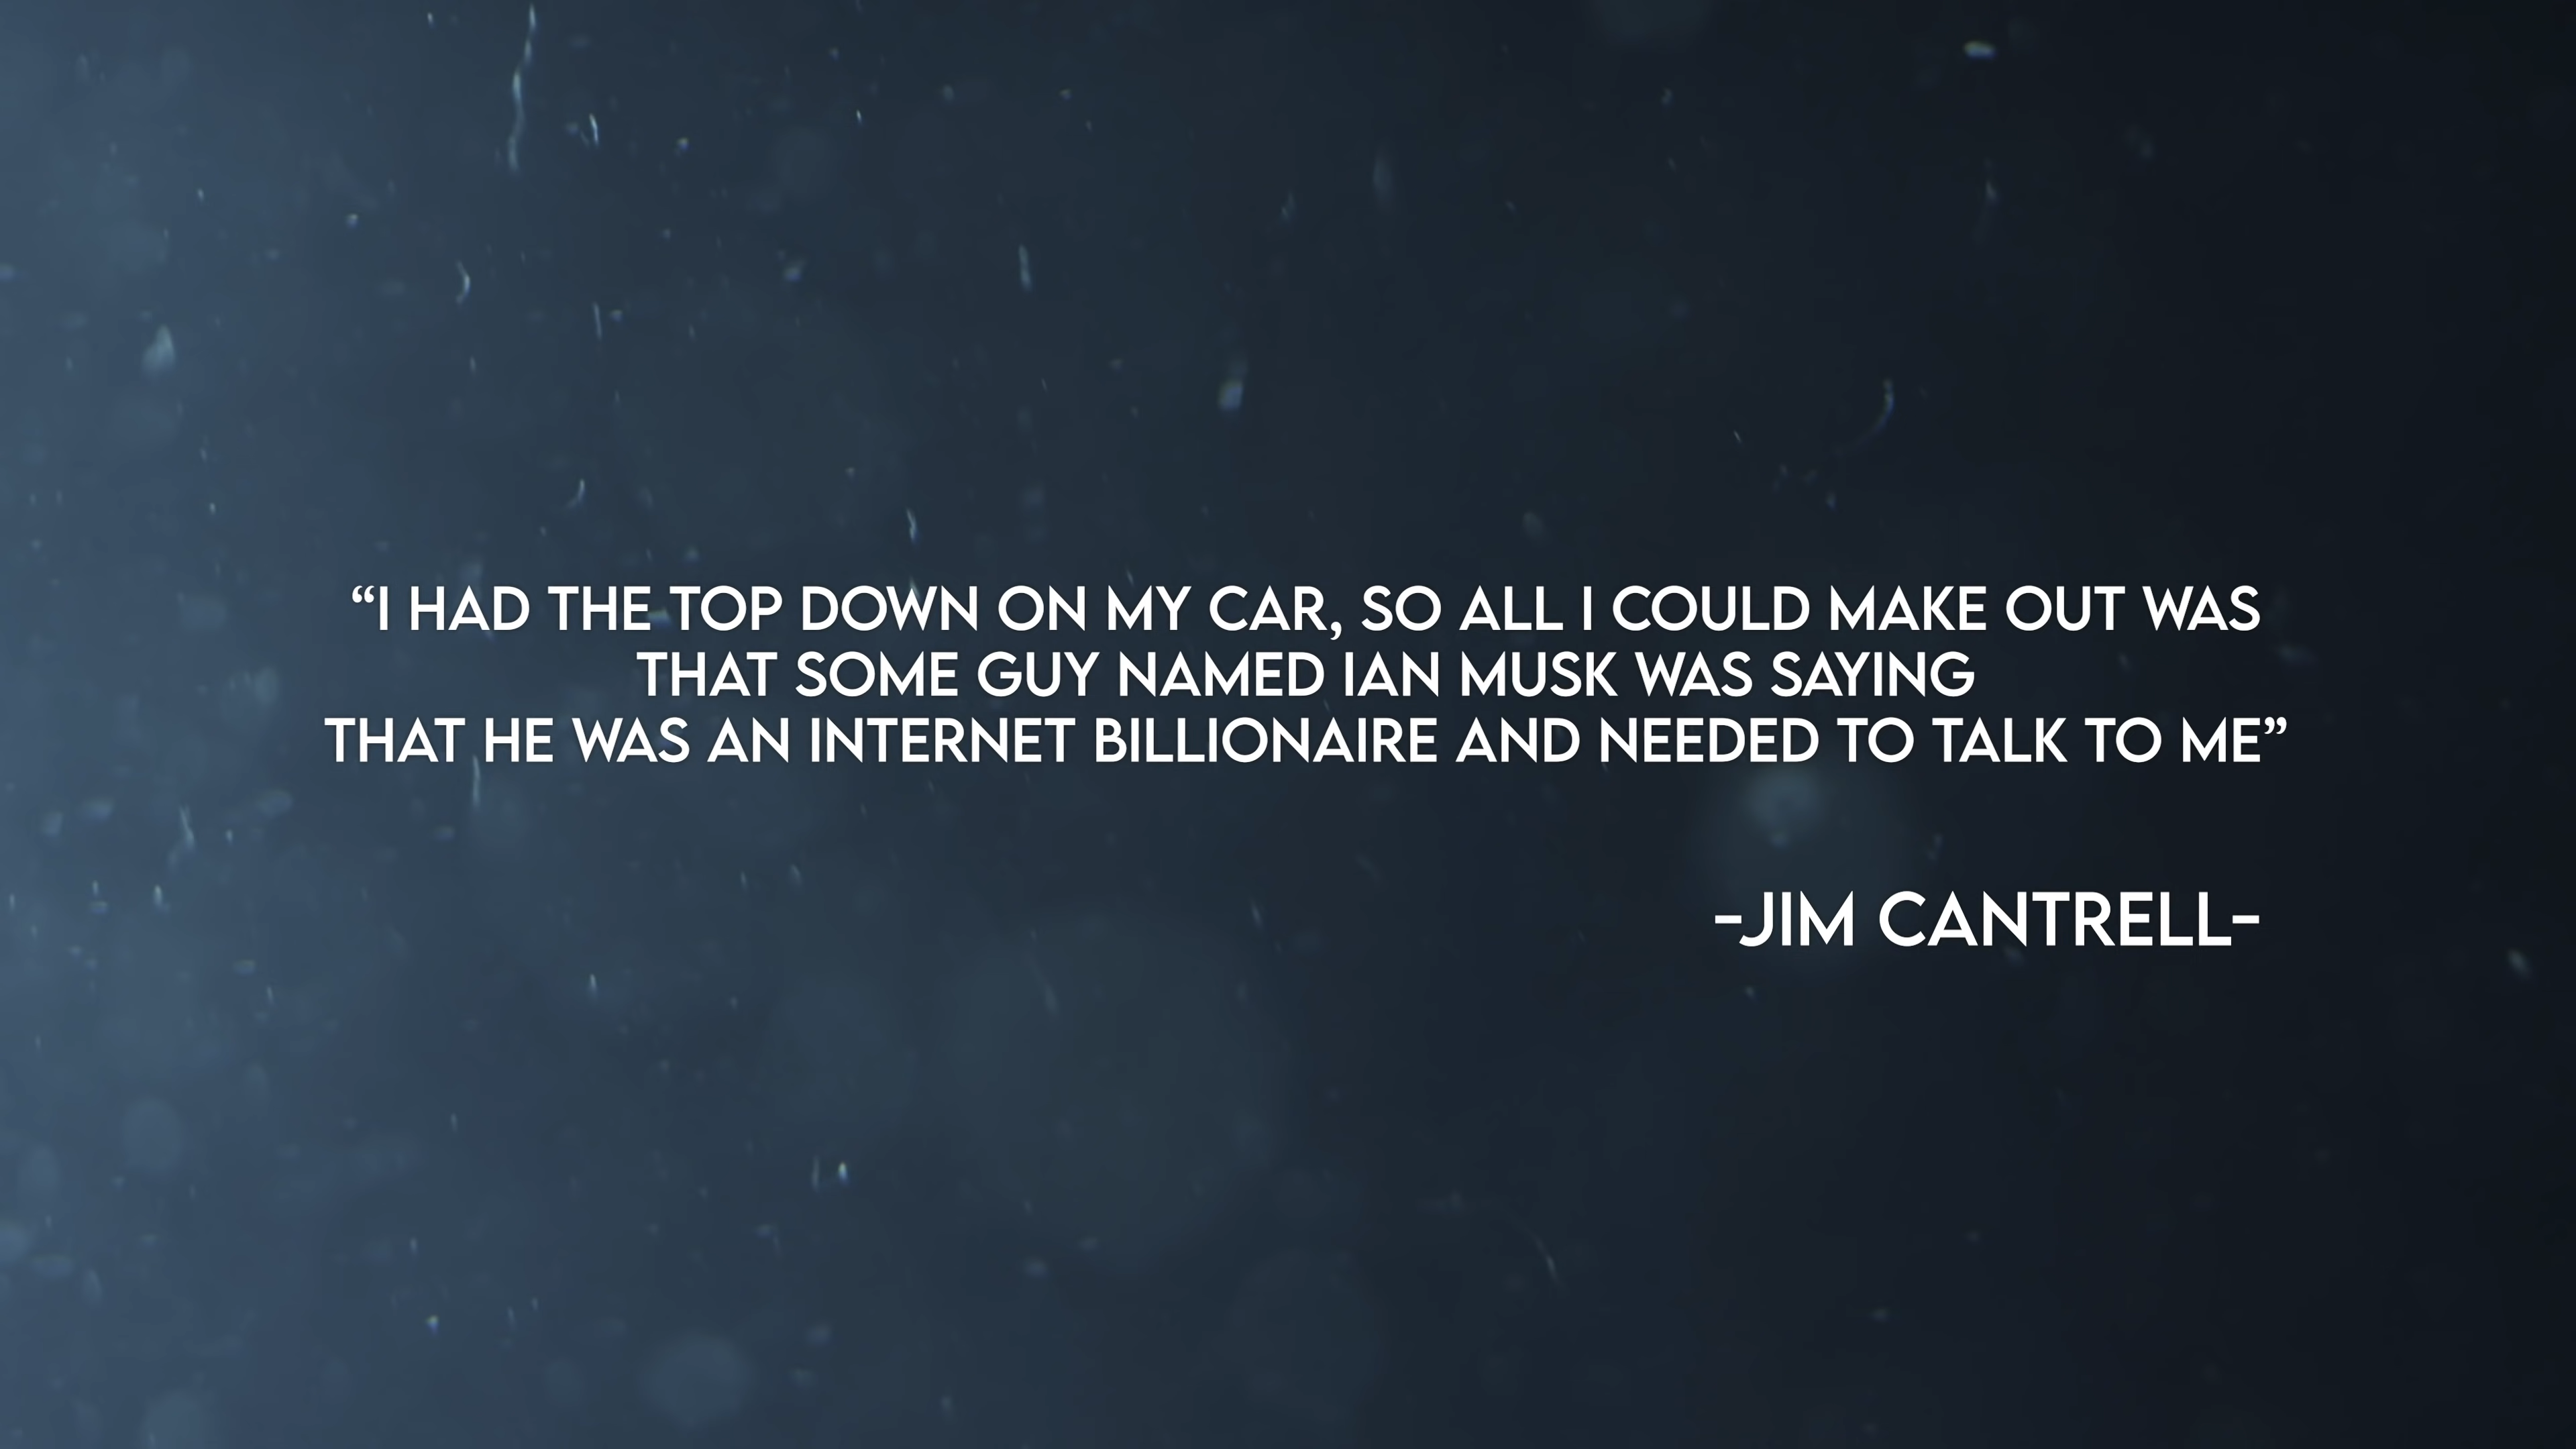 “I HAD THE TOP DOWN ON MY CAR, SO ALL I COULD MAKE OUT WAS
THAT SOME GUY NAMED IAN MUSK WAS SAYING
THAT HE WAS AN INTERNET BILLIONAIRE AND NEEDED TO TALK TO ME”
-JIM CANTRELL-